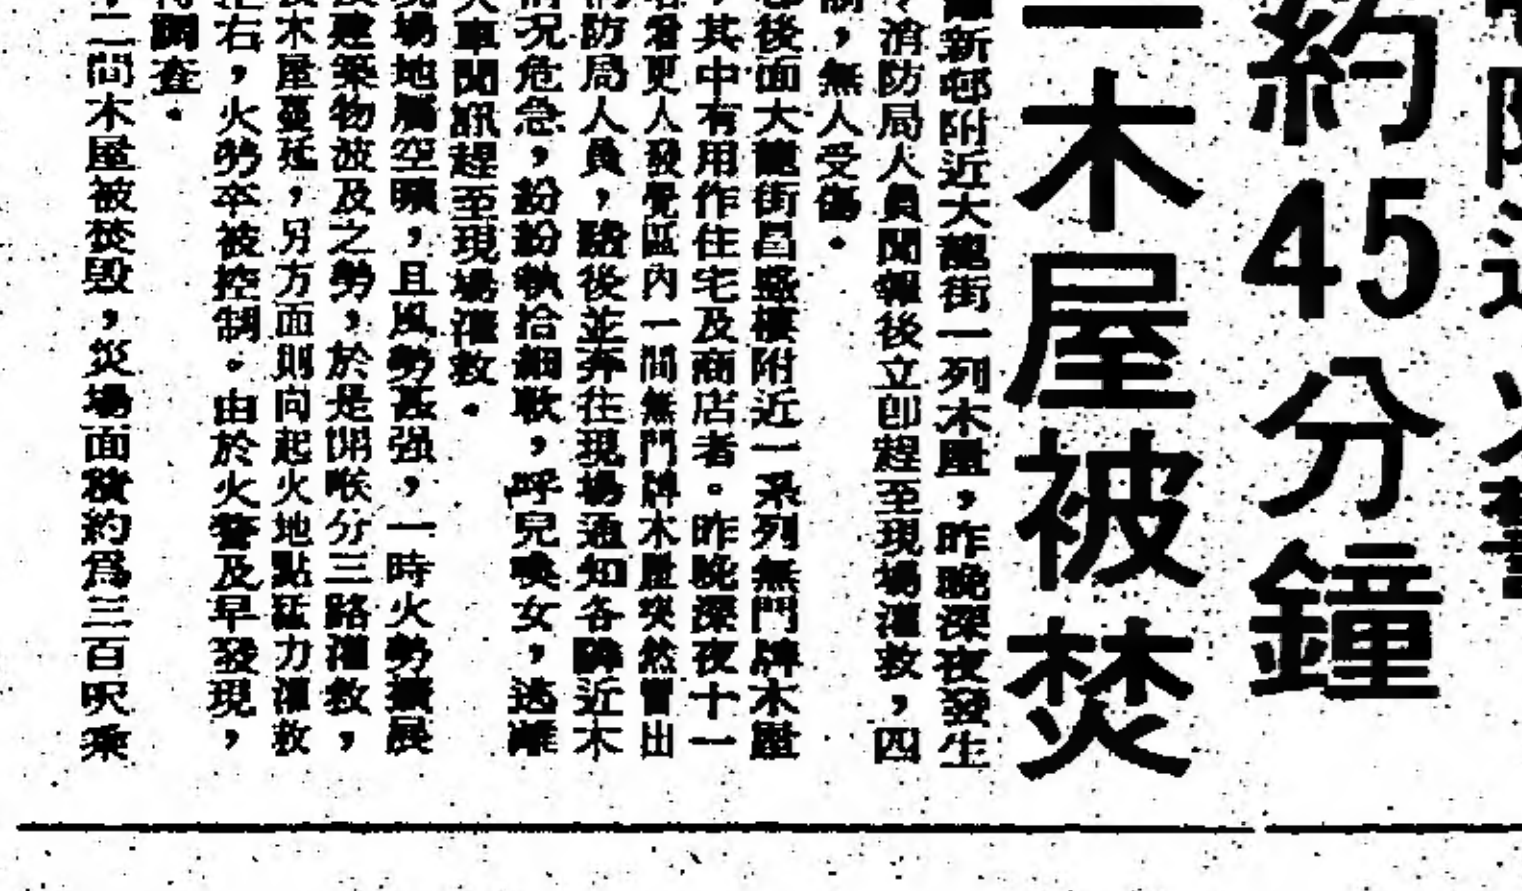 附近火警
約45分鐘
一木屋被焚
新邨附近大龍街一列木屋，昨晚深夜發生
消防局人員聞報後立即趕至現場灌救，四
，無人受傷。
後面大龍街昌盛樓附近一系列無門牌木屋
，其中有用作住宅及商店者。昨晚深夜十一
看更人發覺區內一間無門牌木屋突然冒出
防局人員，隨後並奔往現場通知各鄰近木
情況危急，紛紛執拾細軟，呼兒喚女，逃離
火車聞訊趕至現場灌救。
現場地屬空曠，且風勢甚强，一時火勢擴展
建築物波及之勢，於是開喉分三路灌救，
木屋蔓延，另方面則向起火地點猛力灌救
左右，火勢卒被控制。由於火警及早發現，
調查。
，二間木屋被焚毀，災場面積約爲三百呎乘